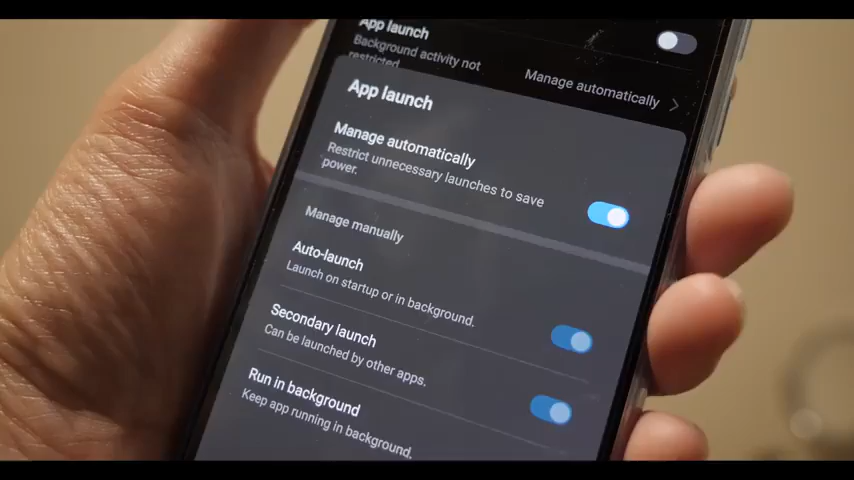 App launch
Background activity not
restricted
Manage automatically
App launch
Manage automatically
Restrict unnecessary launches to save
power.
Manage manually
Auto-launch
Launch on startup or in background.
Secondary launch
Can be launched by other apps.
Run in background
Keep app running in background.